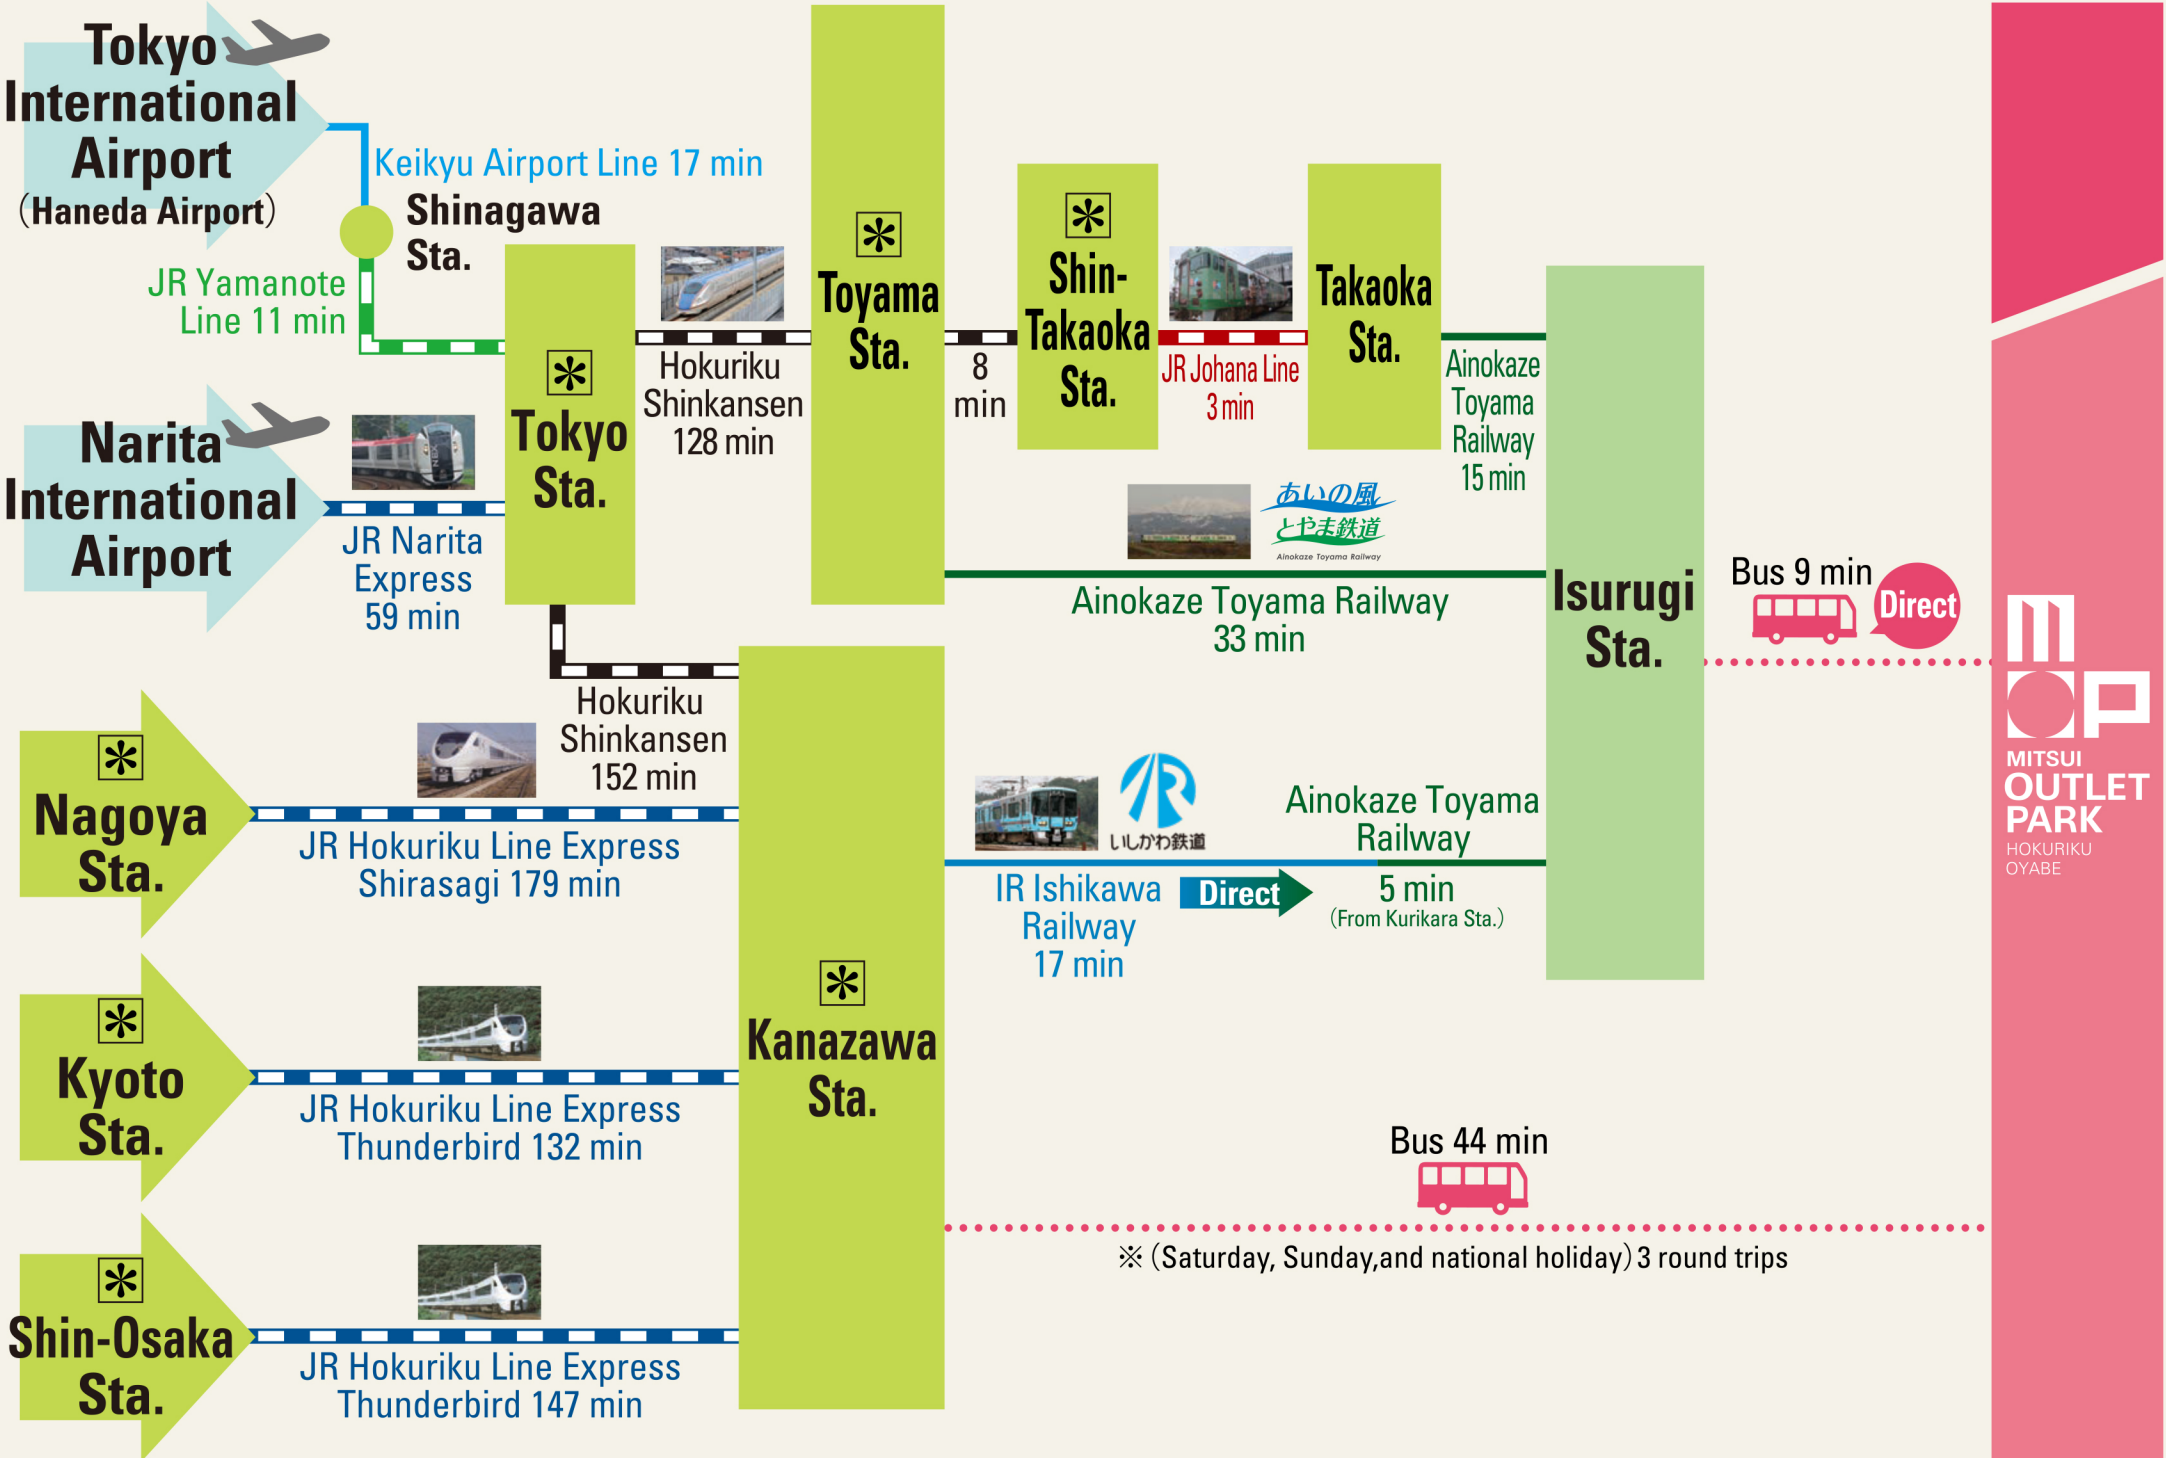 Tokyo
International
Airport
(Haneda Airport)
Keikyu Airport Line 17 min
Shinagawa
Sta.
JR Yamanote
Line 11 min
Narita
International
Airport
JR Narita
Express
59 min
*
Tokyo
Sta.
Hokuriku
Shinkansen
128 min
*
Toyama
Sta.
8
min
*
Shin-
Takaoka
Sta.
JR Johana Line
3 min
Takaoka
Sta.
Ainokaze
Toyama
Railway
15 min
あいの風
とやま鉄道
Ainokaze Toyama Railway
Ainokaze Toyama Railway
33 min
Isurugi
Sta.
Bus 9 min
Direct
Hokuriku
Shinkansen
152 min
*
Nagoya
Sta.
JR Hokuriku Line Express
Shirasagi 179 min
*
Kyoto
Sta.
JR Hokuriku Line Express
Thunderbird 132 min
*
Shin-Osaka
Sta.
JR Hokuriku Line Express
Thunderbird 147 min
*
Kanazawa
Sta.
IR
いしかわ鉄道
IR Ishikawa
Railway
17 min
Direct
Ainokaze Toyama
Railway
5 min
(From Kurikara Sta.)
Bus 44 min
※(Saturday, Sunday,and national holiday)3 round trips
MOP
MITSUI
OUTLET
PARK
HOKURIKU
OYABE